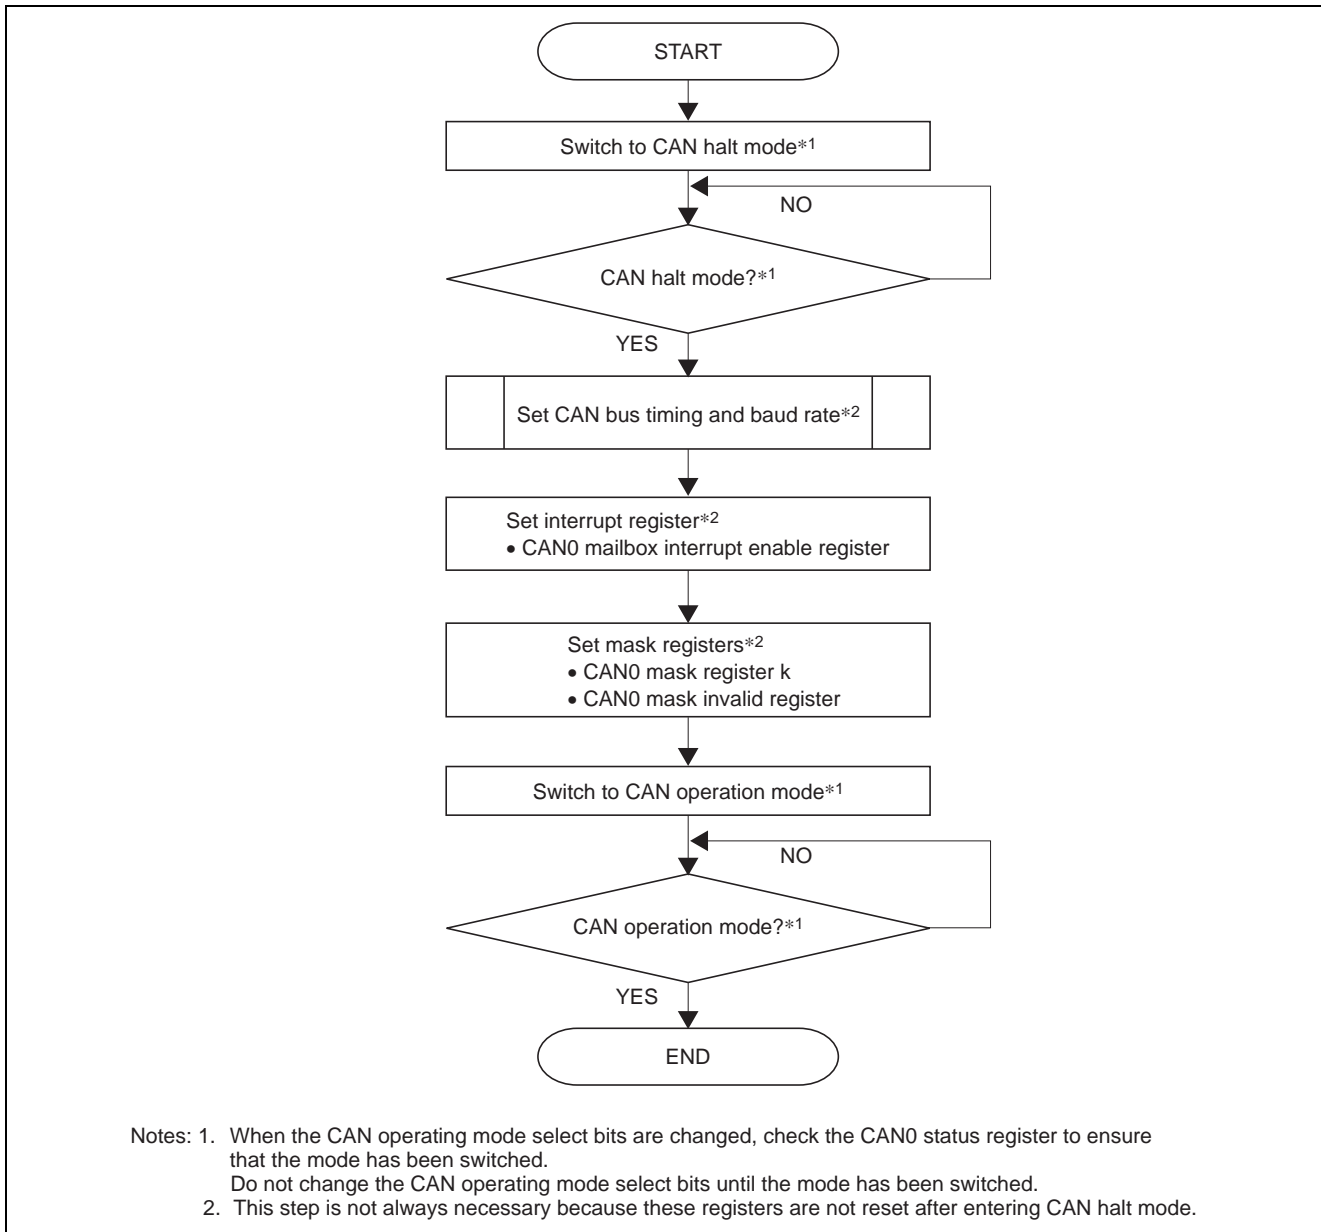 START
Switch to CAN halt mode*1
NO
CAN halt mode?*1
YES
Set CAN bus timing and baud rate*2
Set interrupt register*2
• CAN0 mailbox interrupt enable register
Set mask registers*2
• CAN0 mask register k
• CAN0 mask invalid register
Switch to CAN operation mode*1
NO
CAN operation mode?*1
YES
END
Notes: 1. When the CAN operating mode select bits are changed, check the CAN0 status register to ensure
that the mode has been switched.
Do not change the CAN operating mode select bits until the mode has been switched.
2. This step is not always necessary because these registers are not reset after entering CAN halt mode.